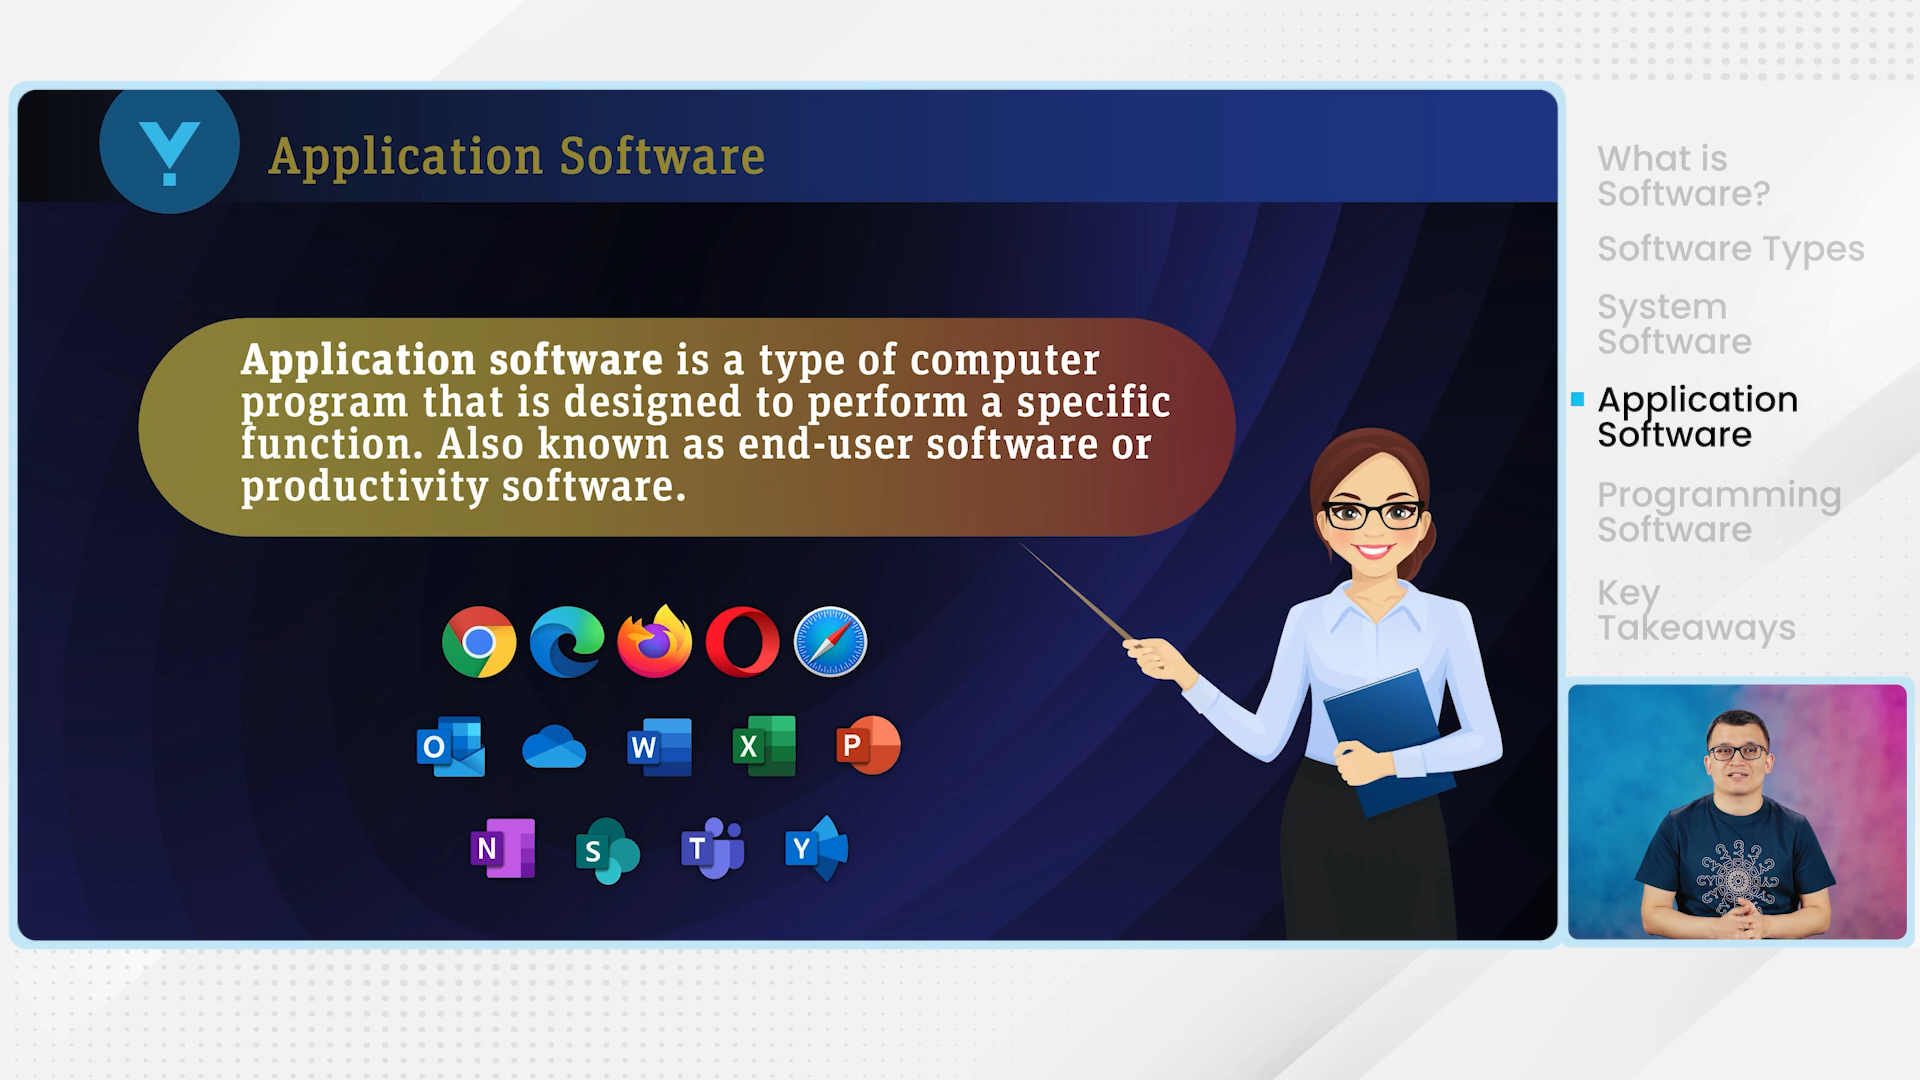 Y
Application Software
Application software is a type of computer
program that is designed to perform a specific
function. Also known as end-user software or
productivity software.
O
W
X
P
N
S
T
Y
What is
Software?
Software Types
System
Software
Application
Software
Programming
Software
Key
Takeaways